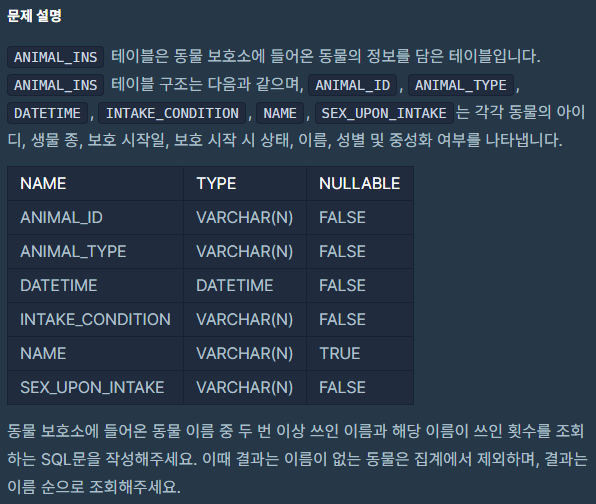 문제 설명
ANIMAL_INS 테이블은 동물 보호소에 들어온 동물의 정보를 담은 테이블입니다.
ANIMAL_INS 테이블 구조는 다음과 같으며, ANIMAL_ID , ANIMAL_TYPE ,
DATETIME , INTAKE_CONDITION , NAME , SEX_UPON_INTAKE 는 각각 동물의 아이
디, 생물 종, 보호 시작일, 보호 시작 시 상태, 이름, 성별 및 중성화 여부를 나타냅니다.
NAME TYPE NULLABLE
ANIMAL_ID VARCHAR(N) FALSE
ANIMAL_TYPE VARCHAR(N) FALSE
DATETIME DATETIME FALSE
INTAKE_CONDITION VARCHAR(N) FALSE
NAME VARCHAR(N) TRUE
SEX_UPON_INTAKE VARCHAR(N) FALSE
동물 보호소에 들어온 동물 이름 중 두 번 이상 쓰인 이름과 해당 이름이 쓰인 횟수를 조회
하는 SQL문을 작성해주세요. 이때 결과는 이름이 없는 동물은 집계에서 제외하며, 결과는
이름 순으로 조회해주세요.